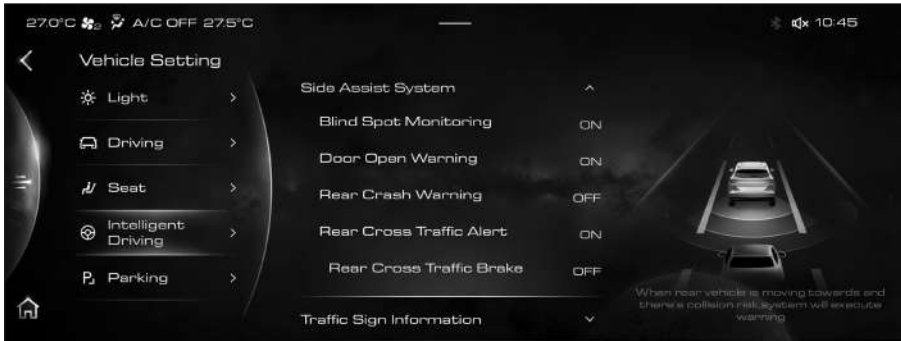 27.0°C 2 A/C OFF 27.5°C
10:45
Vehicle Setting
Light
Driving
Seat
Intelligent
Driving
Parking
Side Assist System
Blind Spot Monitoring ON
Door Open Warning ON
Rear Crash Warning OFF
Rear Cross Traffic Alert ON
Rear Cross Traffic Brake OFF
Traffic Sign Information
When rear vehicle is moving towards and
there's collision risk,system will execute
warning